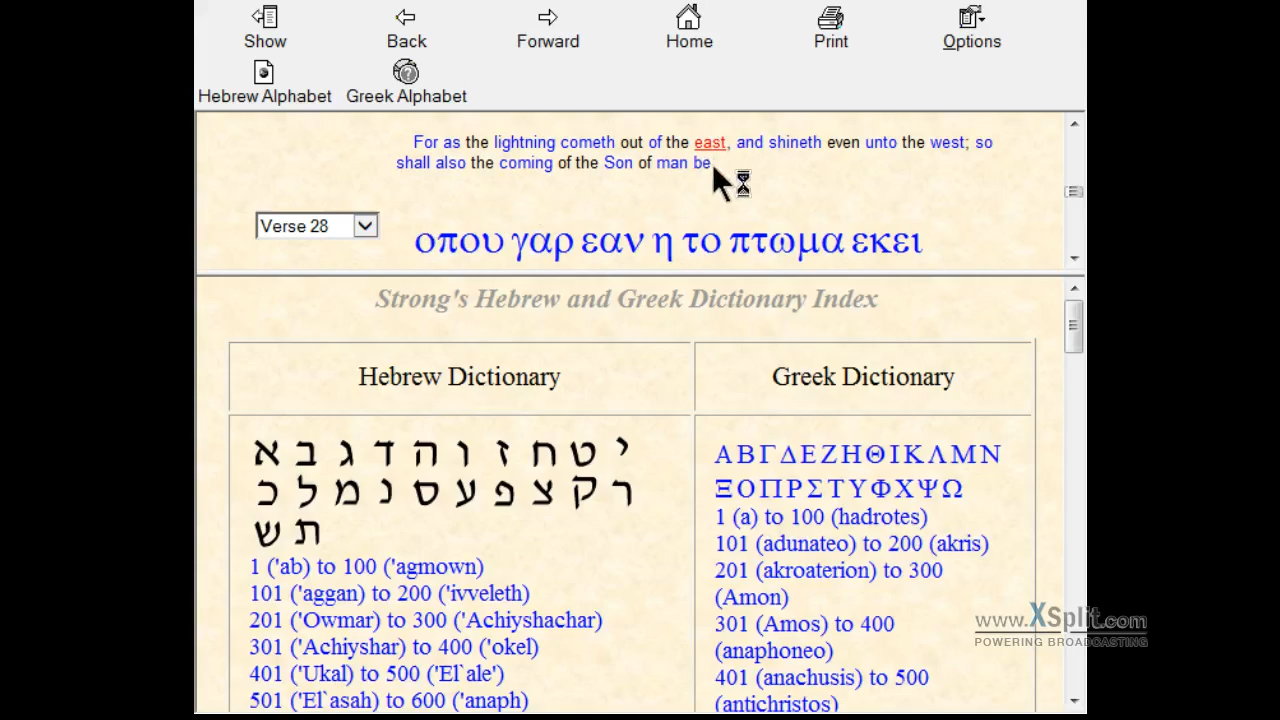 Show Back Forward Home Print Options
Hebrew Alphabet Greek Alphabet
For as the lightning cometh out of the east, and shineth even unto the west; so
shall also the coming of the Son of man be.
Verse 28
οπου γαρ εαν η το πτωμα εκει
Strong's Hebrew and Greek Dictionary Index
Hebrew Dictionary
א ב ג ד ה ו ז ח ט י
כ ל מ נ ס ע פ צ ק ר
ש ת
1 ('ab) to 100 ('agmown)
101 ('aggan) to 200 ('ivveleth)
201 ('Owmar) to 300 ('Achiyshachar)
301 ('Achiyshar) to 400 ('okel)
401 ('Ukal) to 500 ('El`ale')
501 ('El`asah) to 600 ('anaph)
Greek Dictionary
Α Β Γ Δ Ε Ζ Η Θ Ι Κ Λ Μ Ν
Ξ Ο Π Ρ Σ Τ Υ Φ Χ Ψ Ω
1 (a) to 100 (hadrotes)
101 (adunateo) to 200 (akris)
201 (akroaterion) to 300
(Amon)
301 (Amos) to 400
(anaphoneo)
401 (anachusis) to 500
(antichristos)
www.XSplit.com
POWERING BROADCASTING